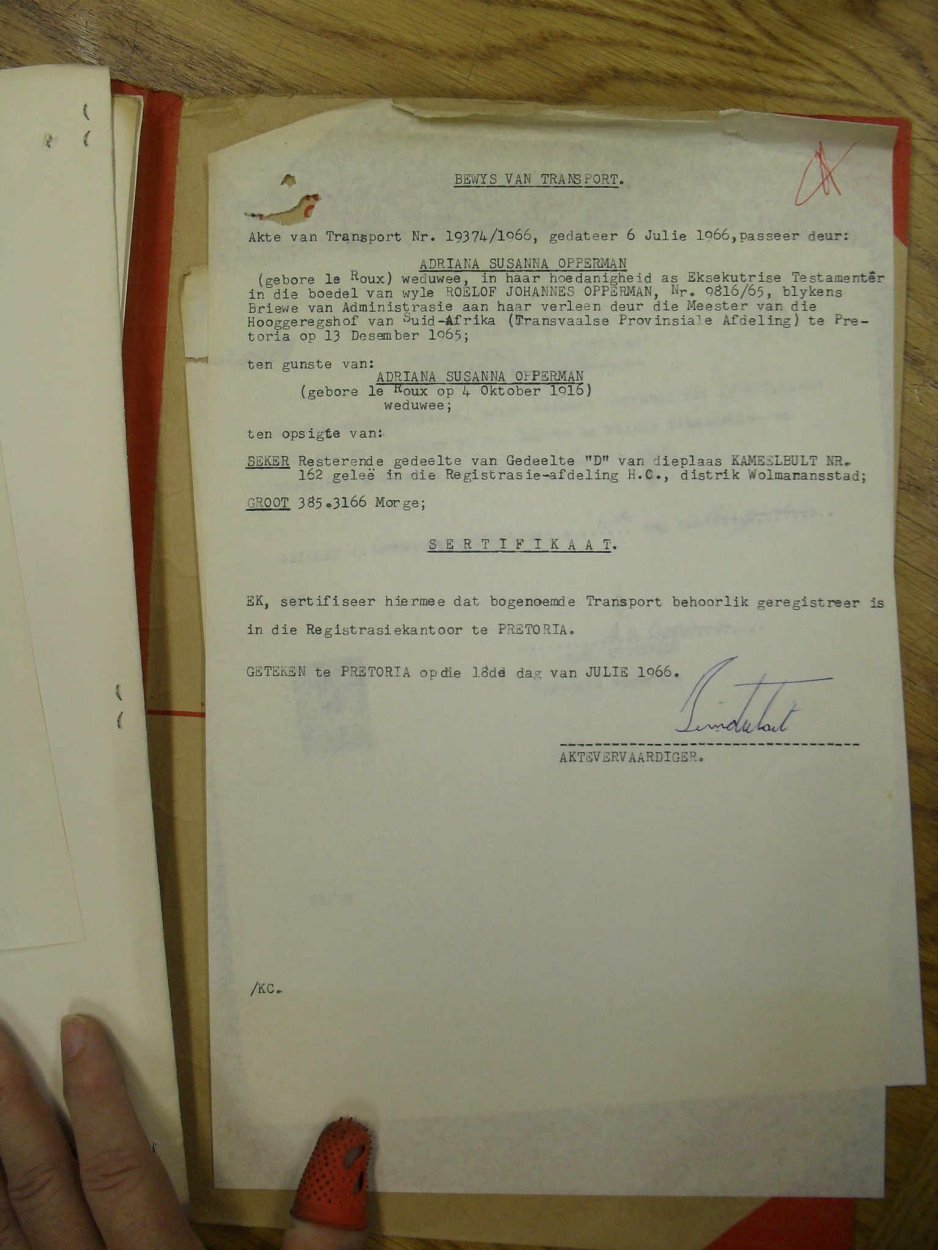 BEWYS VAN TRANSPORT.
Akte van Transport Nr. 19374/1966, gedateer 6 Julie 1966, passeer deur:
ADRIANA SUSANNA OPPERMAN
(gebore le Roux) weduwee, in haar hoedanigheid as Eksekutrise Testamentêr
in die boedel van wyle ROELOF JOHANNES OPPERMAN, Nr. 9816/65, blykens
Briewe van Administrasie aan haar verleen deur die Meester van die
Hooggeregshof van Suid-Afrika (Transvaalse Provinsiale Afdeling) te Pre-
toria op 13 Desember 1965;
ten gunste van:
ADRIANA SUSANNA OPPERMAN
(gebore le Roux op 4 Oktober 1916)
weduwee;
ten opsigte van:
SEKER Resterende gedeelte van Gedeelte "D" van dieplaas KAMEELBULT NR.
162 geleë in die Registrasie-afdeling H.O., distrik Wolmaransstad;
GROOT 385.3166 Morge;
S E R T I F I K A A T.
EK, sertifiseer hiermee dat bogenoemde Transport behoorlik geregistreer is
in die Registrasiekantoor te PRETORIA.
GETEKEN te PRETORIA opdie 18de dag van JULIE 1966.
AKTEVERVAARDIGER.
/KC.